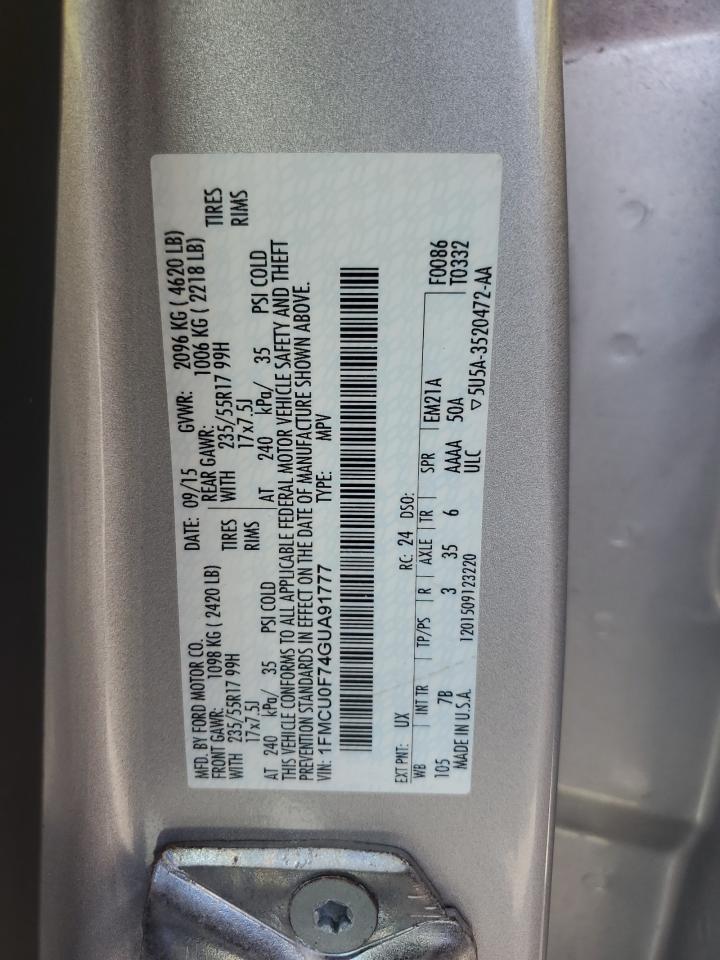 MFD. BY FORD MOTOR CO.
DATE: 09/15 GVWR: 2096 KG ( 4620 LB)
FRONT GAWR: 1098 KG ( 2420 LB)
REAR GAWR: 1006 KG ( 2218 LB)
WITH 235/55R17 99H TIRES
WITH 235/55R17 99H TIRES
17x7.5J RIMS
17x7.5J RIMS
AT 240 kPa/ 35 PSI COLD
AT 240 kPa/ 35 PSI COLD
THIS VEHICLE CONFORMS TO ALL APPLICABLE FEDERAL MOTOR VEHICLE SAFETY AND THEFT
PREVENTION STANDARDS IN EFFECT ON THE DATE OF MANUFACTURE SHOWN ABOVE.
VIN: 1FMCU0F74GUA91777 TYPE: MPV
EXT PNT: UX RC: 24 DSO: F0086
WB INT TR TP/PS R AXLE TR SPR EM21A T0332
105 7B 3 35 6 AAAA 50A
MADE IN U.S.A. 1201509123220 ULC ▽5U5A-3520472-AA